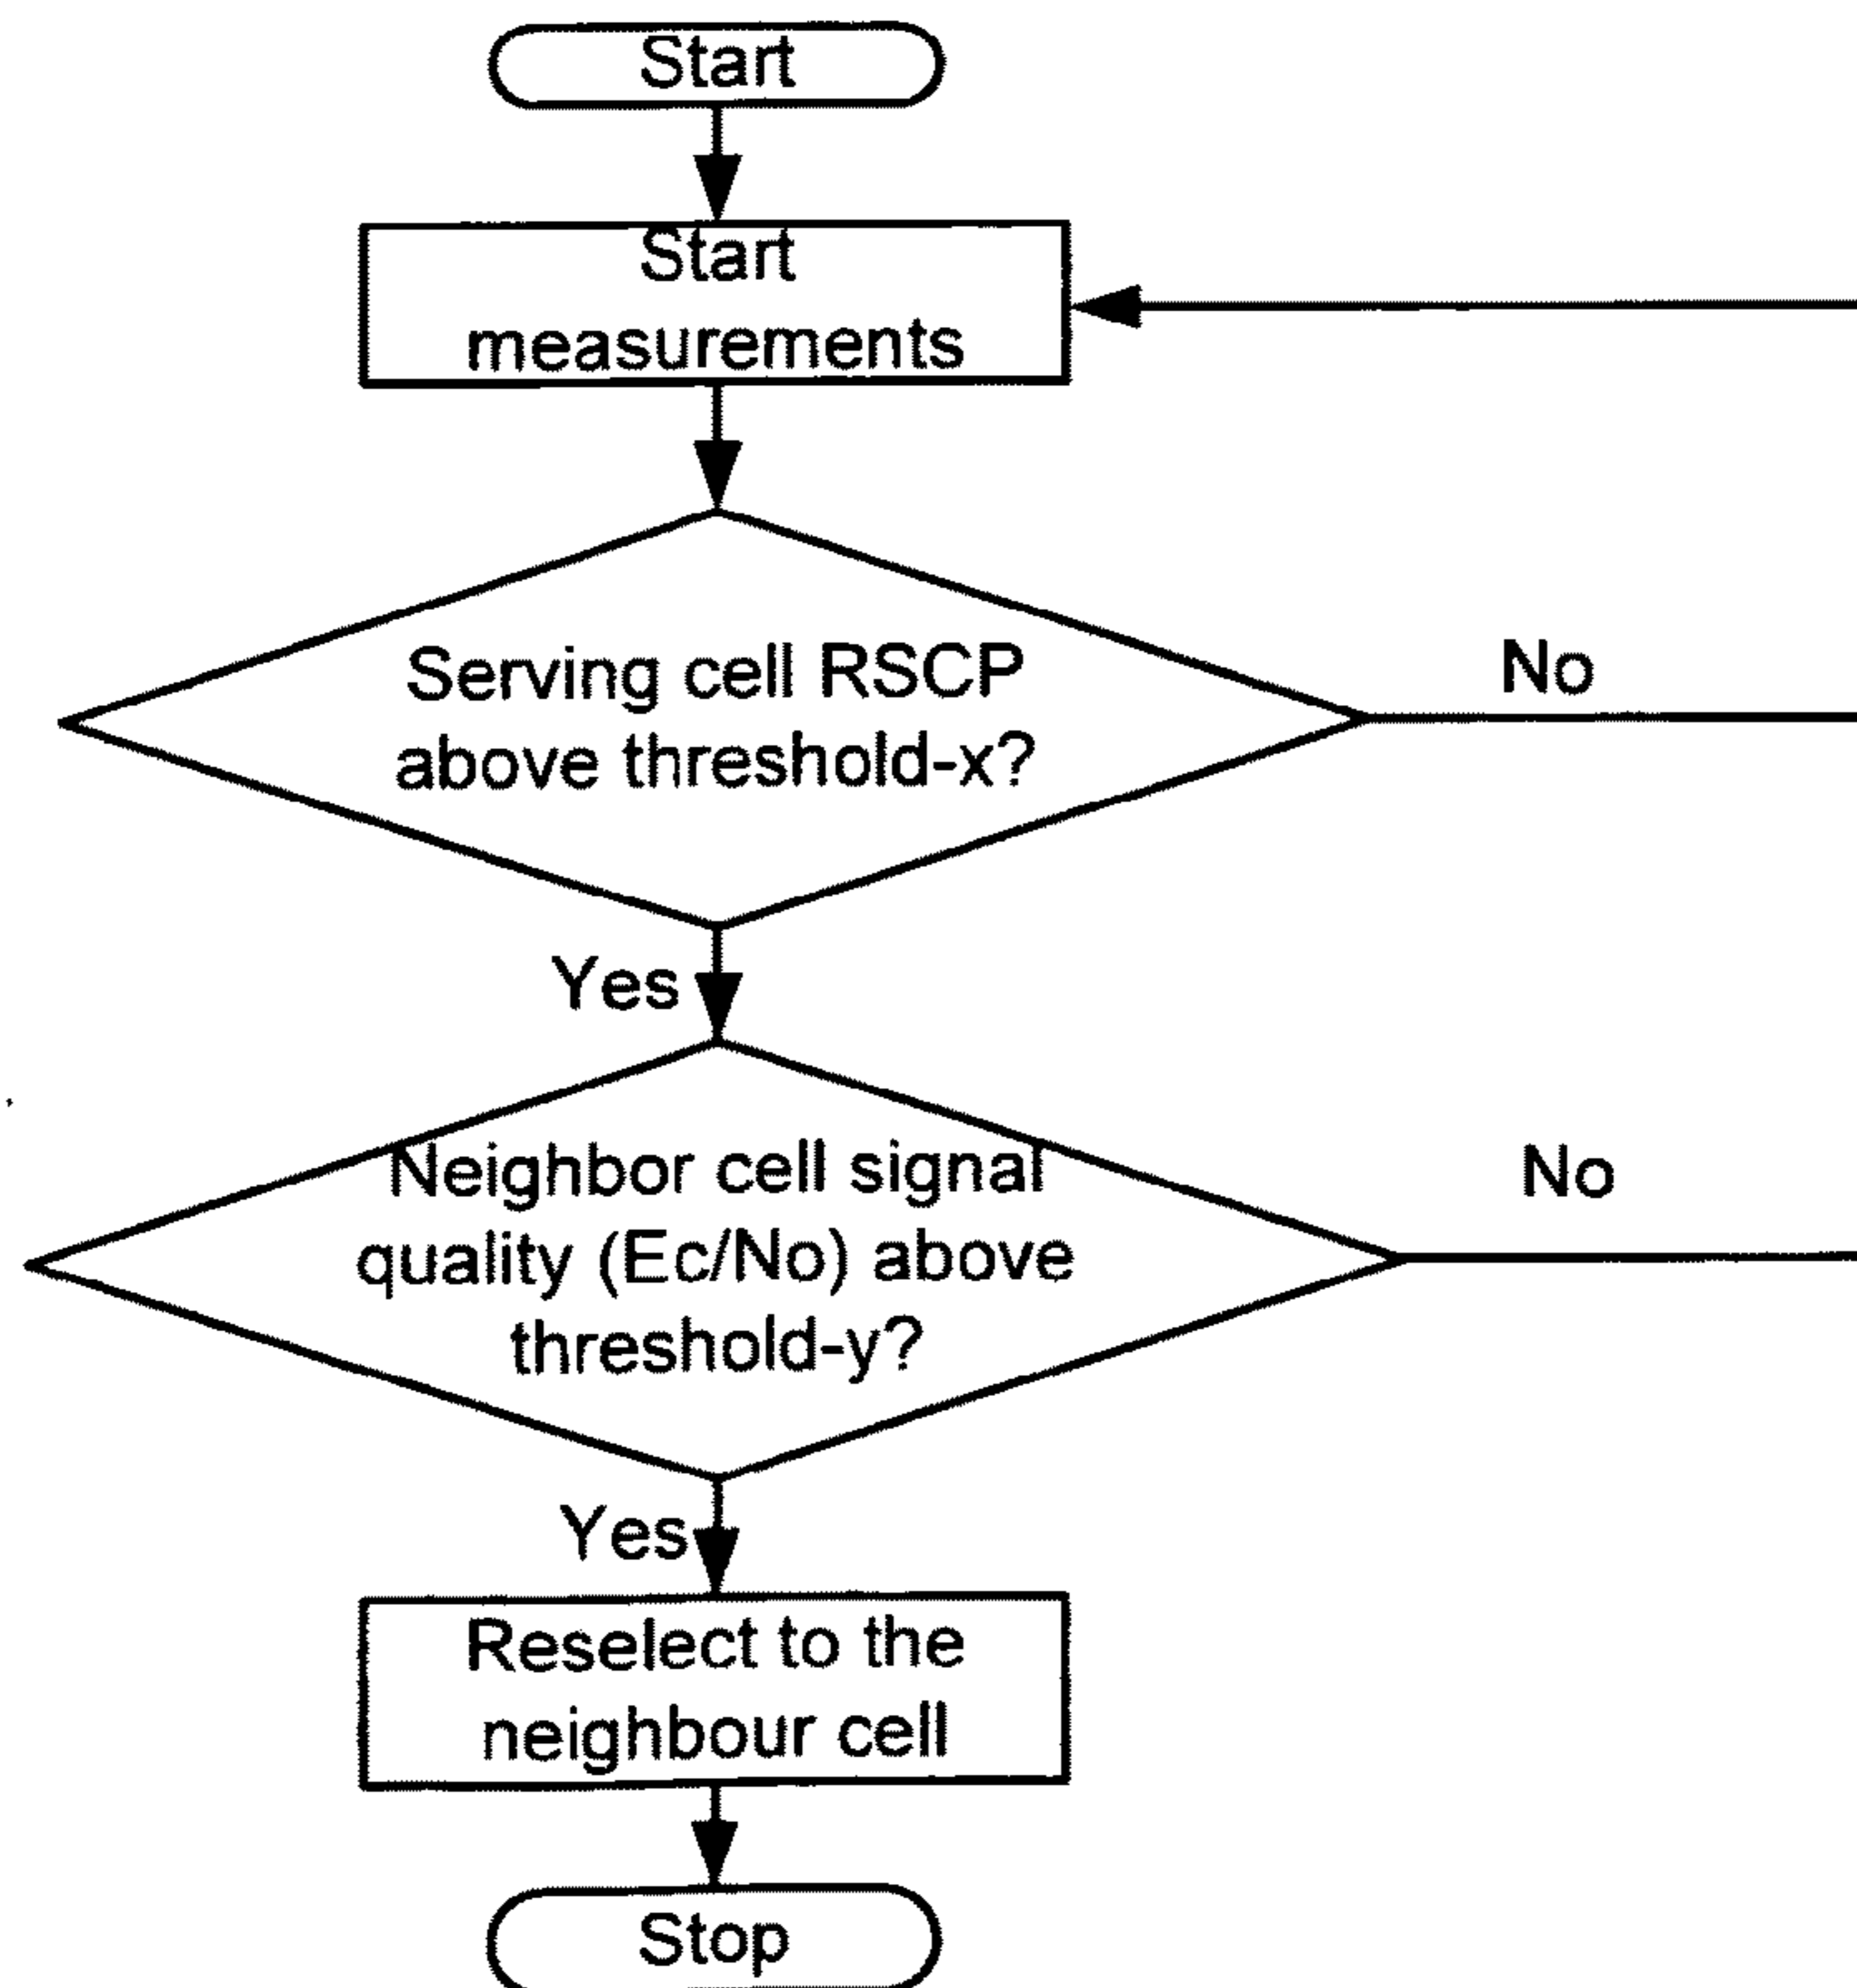 Start
Start
measurements
Serving cell RSCP
above threshold-x?
No
Yes
Neighbor cell signal
quality (Ec/No) above
threshold-y?
No
Yes
Reselect to the
neighbour cell
Stop